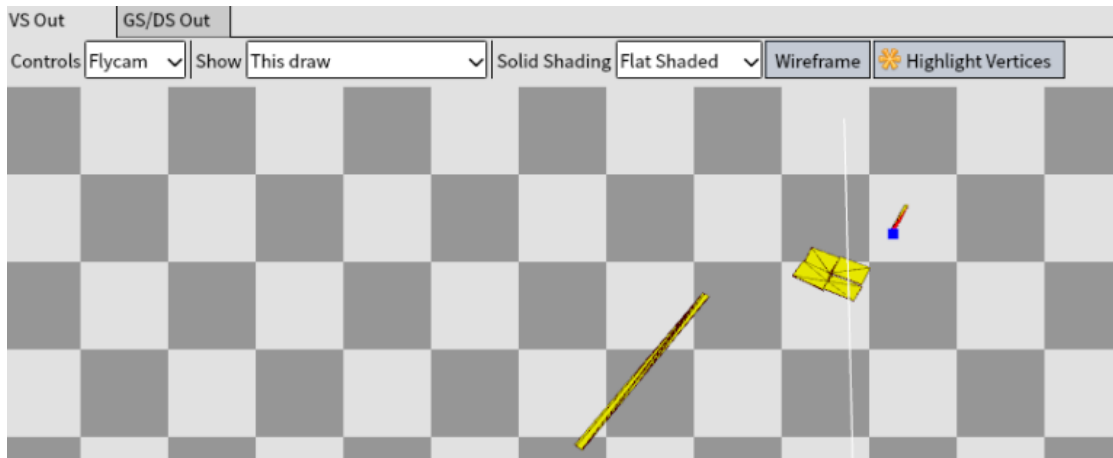 VS Out GS/DS Out
Controls Flycam Show This draw Solid Shading Flat Shaded Wireframe Highlight Vertices